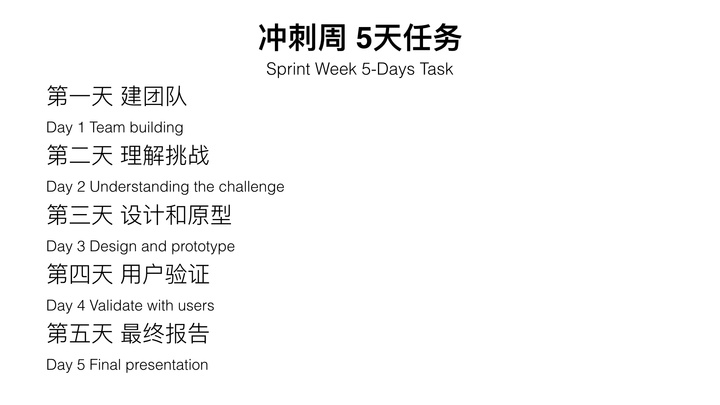 冲刺周 5天任务
Sprint Week 5-Days Task
第一天 建团队
Day 1 Team building
第二天 理解挑战
Day 2 Understanding the challenge
第三天 设计和原型
Day 3 Design and prototype
第四天 用户验证
Day 4 Validate with users
第五天 最终报告
Day 5 Final presentation